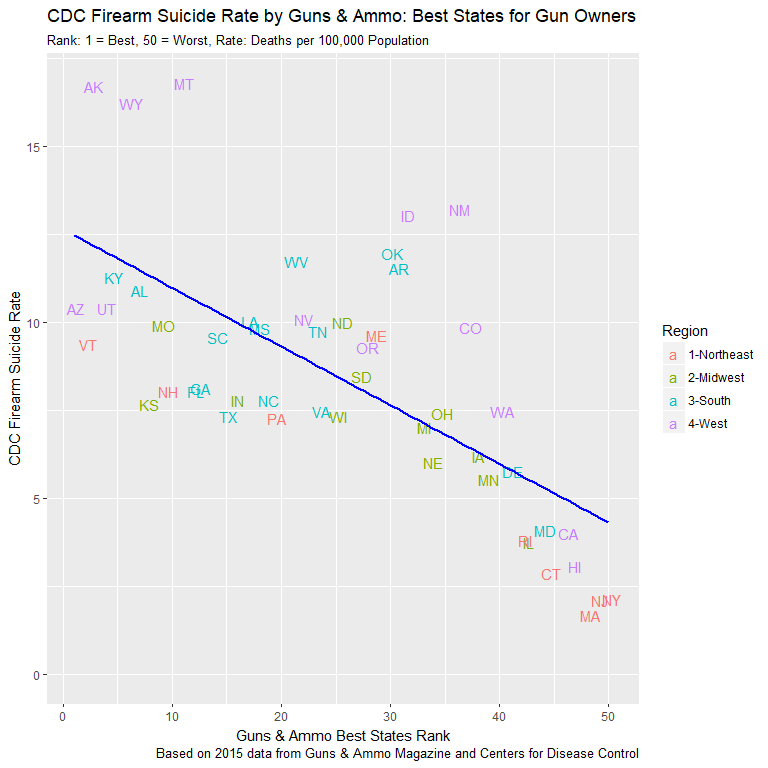 CDC Firearm Suicide Rate by Guns & Ammo: Best States for Gun Owners
Rank: 1 = Best, 50 = Worst, Rate: Deaths per 100,000 Population
AK
MT
WY
15
NM
ID
OK
WV
AR
KY
AL
AZ
UT
NV
10
LA
ND
MO
MS
CO
TN
ME
SC
VT
OR
SD
GA
NH
FL
KS
IN
NC
TX
VA
WA
PA
WI
OH
MI
IA
NE
DE
MN
5
MD
CA
RI
IL
HI
CT
NJ
NY
MA
0
CDC Firearm Suicide Rate
0
10
20
30
40
50
Guns & Ammo Best States Rank
Based on 2015 data from Guns & Ammo Magazine and Centers for Disease Control
Region
a 1-Northeast
a 2-Midwest
a 3-South
a 4-West